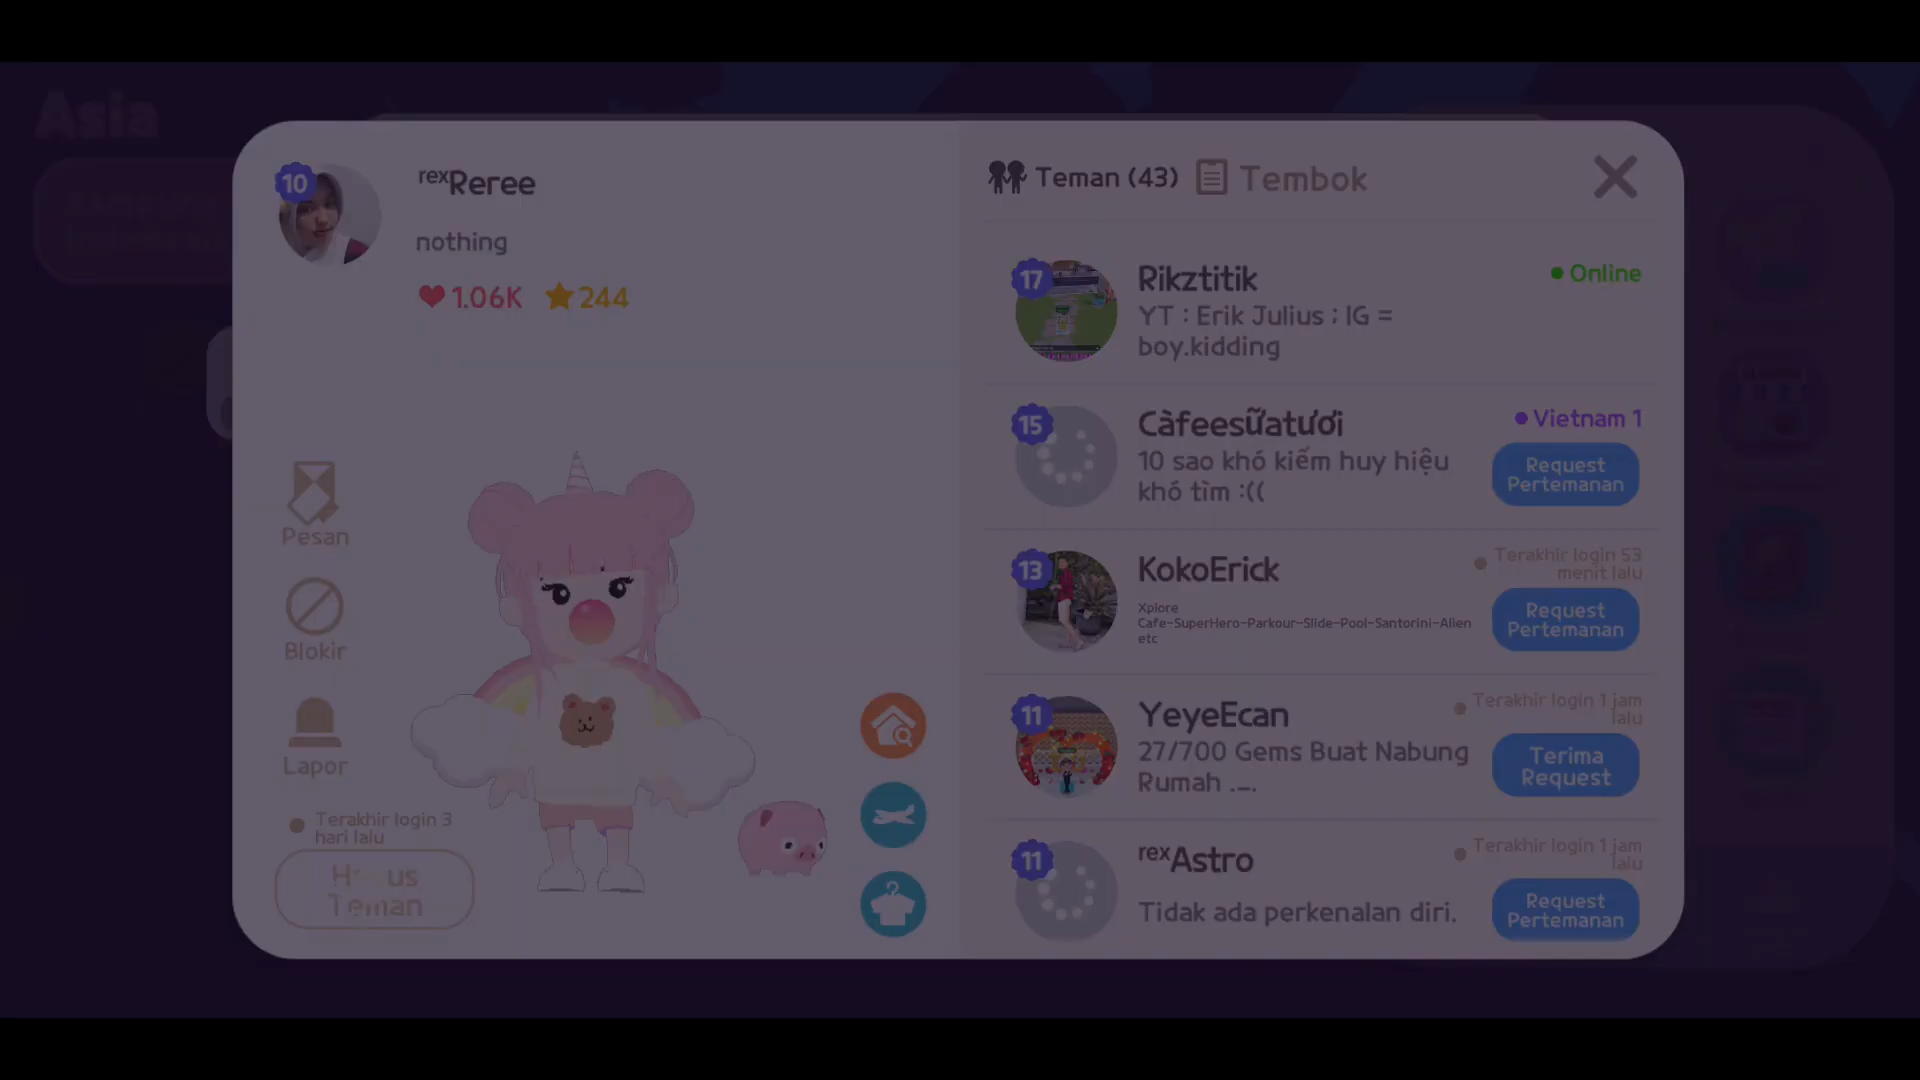 Asia
10
rexReree
nothing
1.06K 244
Pesan
Blokir
Lapor
Terakhir login 3
hari lalu
Teman
Teman (43) Tembok
17
Rikztitik
Online
YT : Erik Julius ; IG =
boy.kidding
15
Càfeesữatươi
Vietnam 1
10 sao khó kiếm huy hiệu
khó tìm :((
Request
Pertemanan
13
KokoErick
Terakhir login 53
menit lalu
Xplore
Cafe-SuperHero-Parkour-Slide-Pool-Santorini-Alien
etc
Request
Pertemanan
11
YeyeEcan
Terakhir login 1 jam
lalu
27/700 Gems Buat Nabung
Rumah ._.
Terima
Request
11
rexAstro
Terakhir login 1 jam
lalu
Tidak ada perkenalan diri.
Request
Pertemanan